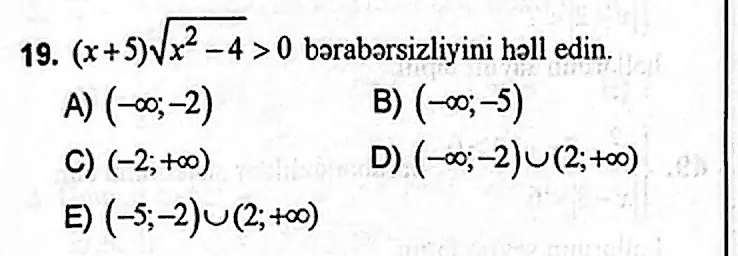 19. (x+5)√(x²−4) > 0 bərabərsizliyini həll edin.
A) (−∞;−2) B) (−∞;−5)
C) (−2;+∞) D) (−∞;−2)∪(2;+∞)
E) (−5;−2)∪(2;+∞)